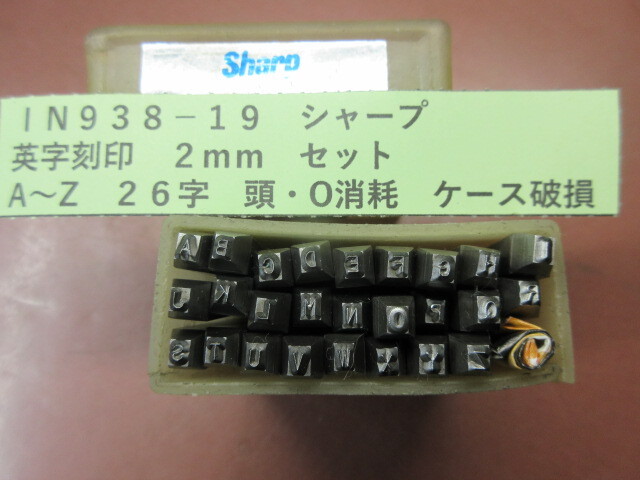 Sharp
ＩＮ９３８－１９　シャープ
英字刻印　２ｍｍ　セット
Ａ～Ｚ　２６字　頭・Ｏ消耗　ケース破損
A B C D E F G H I
J K L M N O P Q R
S T U V W X Y Z